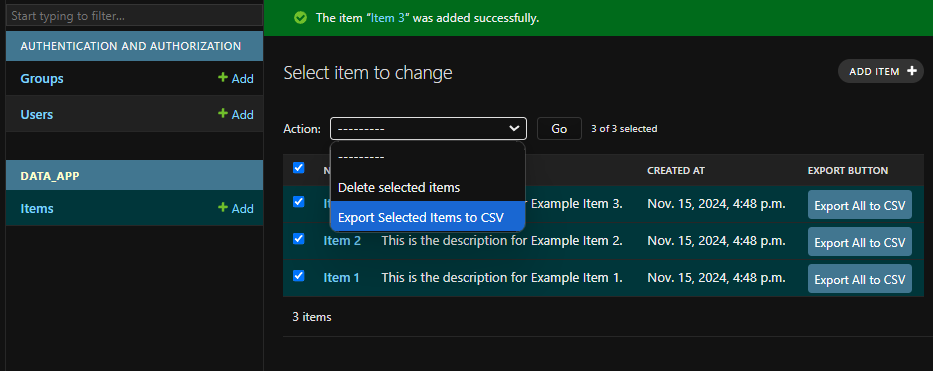 Start typing to filter...
AUTHENTICATION AND AUTHORIZATION
Groups + Add
Users + Add
DATA_APP
Items + Add
The item “Item 3” was added successfully.
Select item to change
ADD ITEM +
Action: --------- Go 3 of 3 selected
---------
Delete selected items
Export Selected Items to CSV
CREATED AT EXPORT BUTTON
for Example Item 3. Nov. 15, 2024, 4:48 p.m. Export All to CSV
Item 2 This is the description for Example Item 2. Nov. 15, 2024, 4:48 p.m. Export All to CSV
Item 1 This is the description for Example Item 1. Nov. 15, 2024, 4:48 p.m. Export All to CSV
3 items